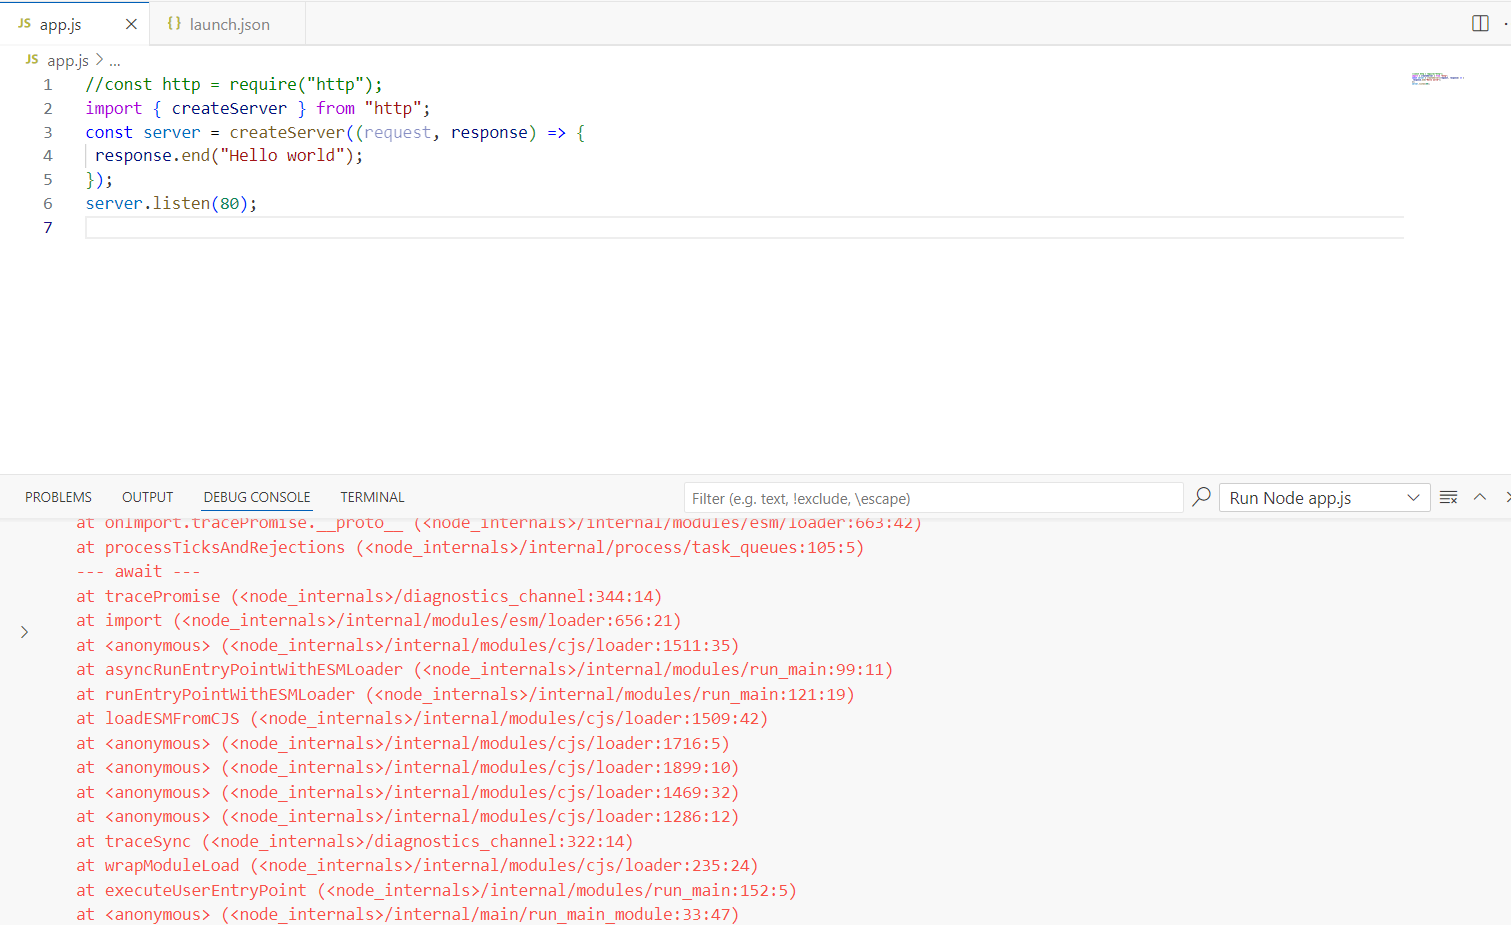 JS app.js
{} launch.json
JS app.js > ...
1 //const http = require("http");
2 import { createServer } from "http";
3 const server = createServer((request, response) => {
4 response.end("Hello world");
5 });
6 server.listen(80);
7
PROBLEMS OUTPUT DEBUG CONSOLE TERMINAL
Filter (e.g. text, !exclude, \escape)
Run Node app.js
at onImport.tracePromise.__proto__ (<node_internals>/internal/modules/esm/loader:663:42)
at processTicksAndRejections (<node_internals>/internal/process/task_queues:105:5)
--- await ---
at tracePromise (<node_internals>/diagnostics_channel:344:14)
at import (<node_internals>/internal/modules/esm/loader:656:21)
at <anonymous> (<node_internals>/internal/modules/cjs/loader:1511:35)
at asyncRunEntryPointWithESMLoader (<node_internals>/internal/modules/run_main:99:11)
at runEntryPointWithESMLoader (<node_internals>/internal/modules/run_main:121:19)
at loadESMFromCJS (<node_internals>/internal/modules/cjs/loader:1509:42)
at <anonymous> (<node_internals>/internal/modules/cjs/loader:1716:5)
at <anonymous> (<node_internals>/internal/modules/cjs/loader:1899:10)
at <anonymous> (<node_internals>/internal/modules/cjs/loader:1469:32)
at <anonymous> (<node_internals>/internal/modules/cjs/loader:1286:12)
at traceSync (<node_internals>/diagnostics_channel:322:14)
at wrapModuleLoad (<node_internals>/internal/modules/cjs/loader:235:24)
at executeUserEntryPoint (<node_internals>/internal/modules/run_main:152:5)
at <anonymous> (<node_internals>/internal/main/run_main_module:33:47)